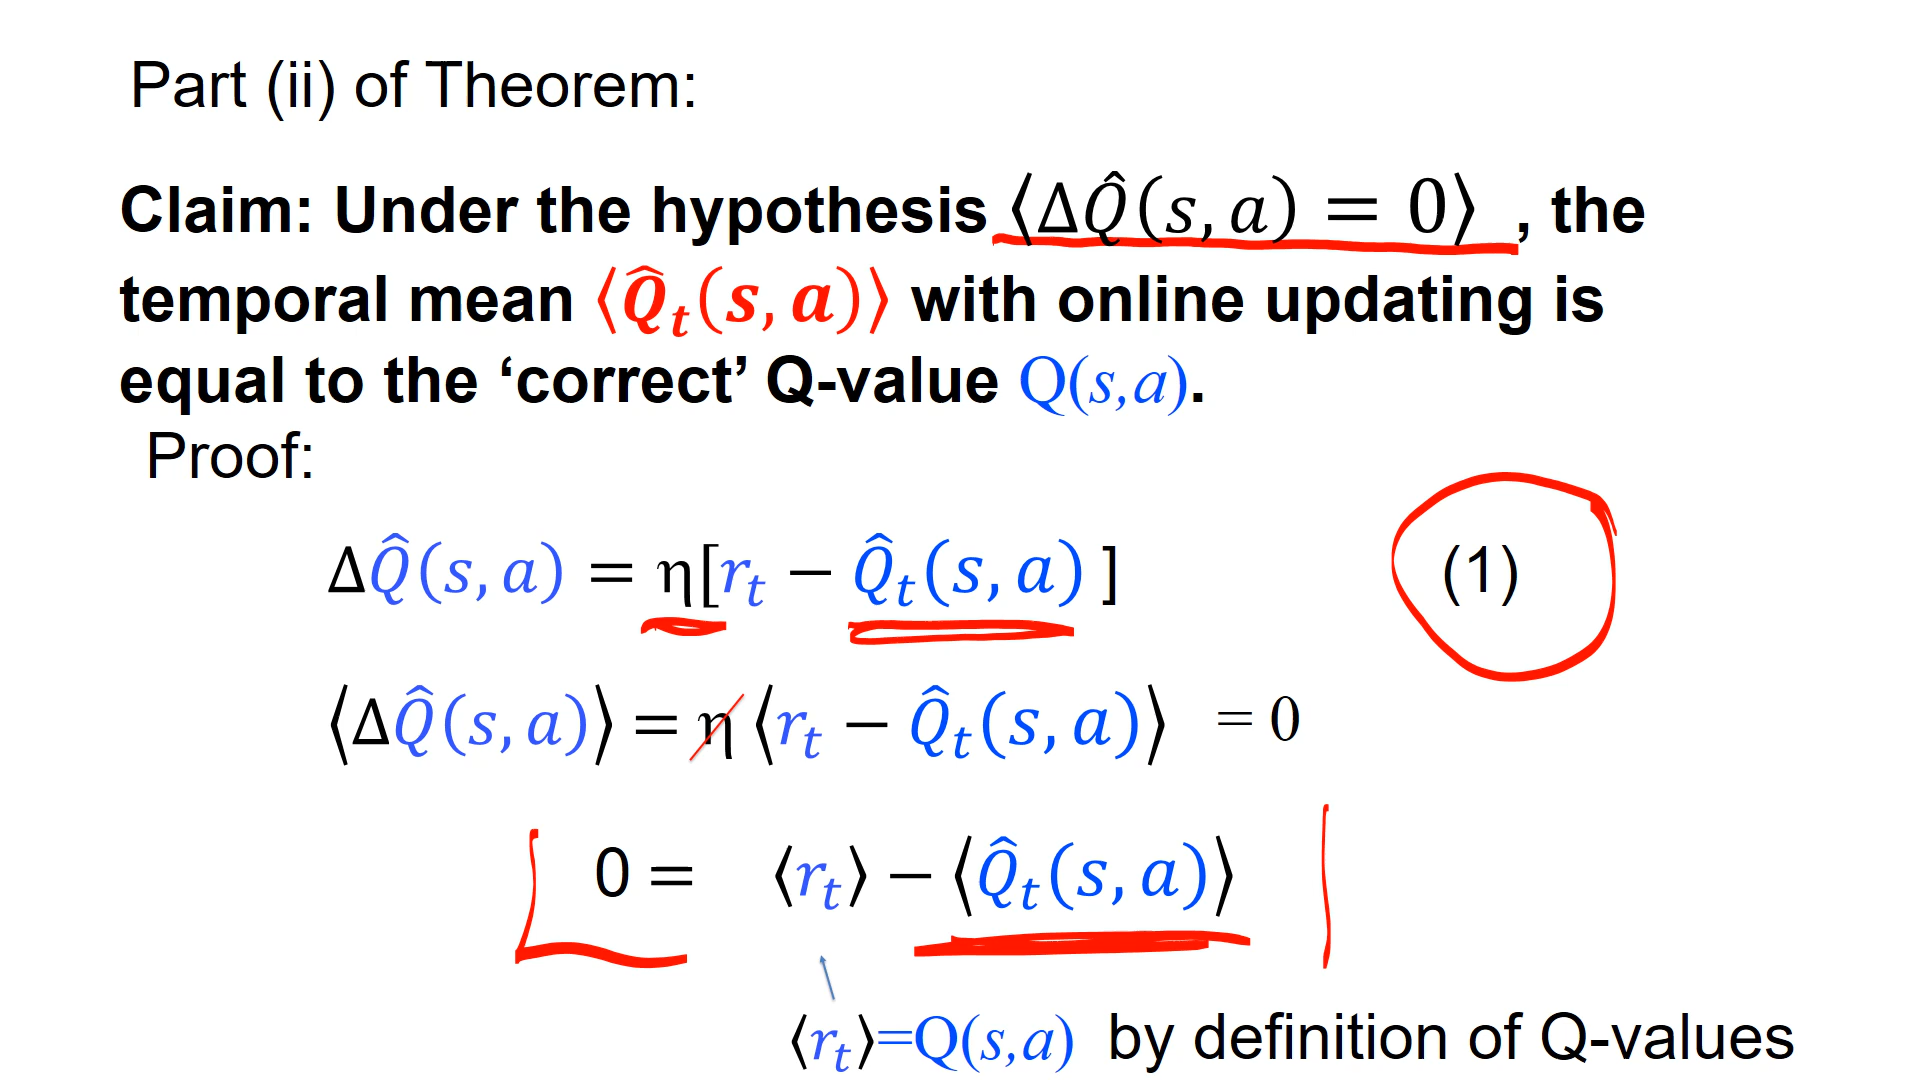 Part (ii) of Theorem:
Claim: Under the hypothesis ⟨ΔQ̂(s, a) = 0⟩ , the
temporal mean ⟨Q̂ₜ(s, a)⟩ with online updating is
equal to the ‘correct’ Q-value Q(s,a).
Proof:
ΔQ̂(s, a) = η[rₜ − Q̂ₜ(s, a) ] (1)
⟨ΔQ̂(s, a)⟩ = η ⟨rₜ − Q̂ₜ(s, a)⟩ = 0
0 = ⟨rₜ⟩ − ⟨Q̂ₜ(s, a)⟩
⟨rₜ⟩=Q(s,a) by definition of Q-values